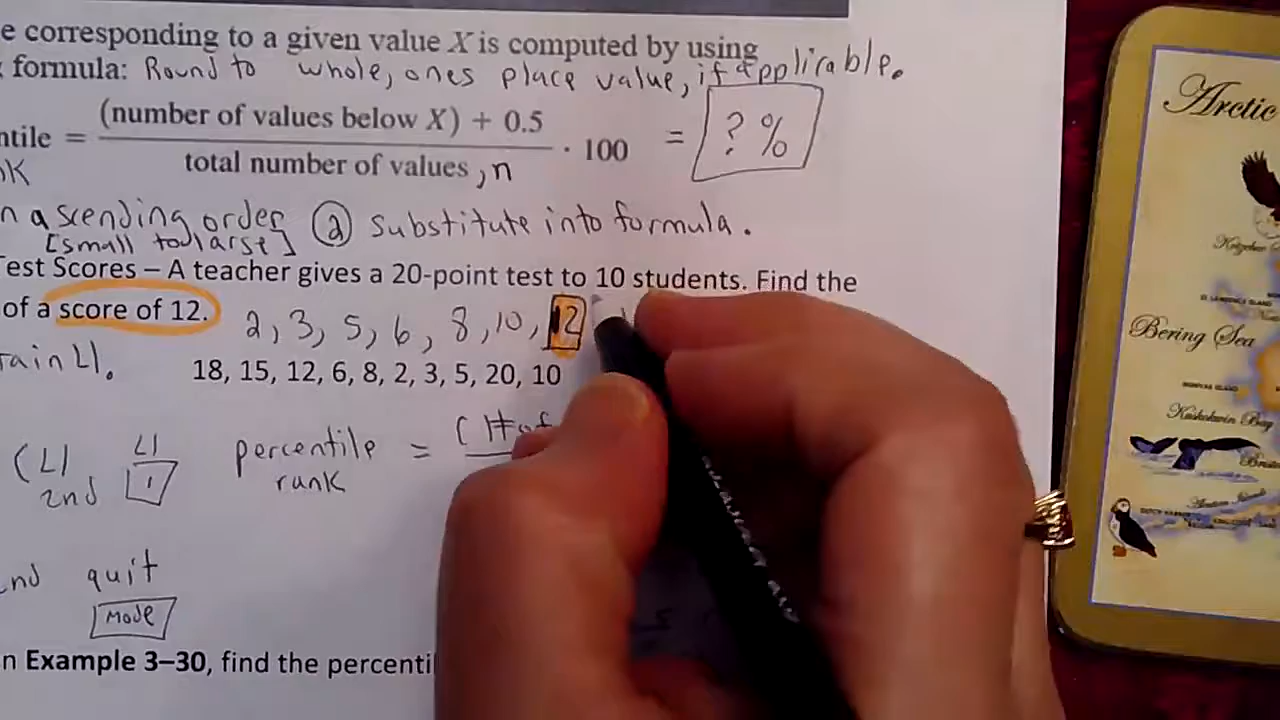 e corresponding to a given value X is computed by using
formula: Round to whole, ones place value, if applicable.
(number of values below X) + 0.5
ntile = · 100 = ? %
total number of values, n
nk
n ascending order ② substitute into formula.
[small to large]
Test Scores – A teacher gives a 20-point test to 10 students. Find the
of a score of 12. 2, 3, 5, 6, 8, 10, 12
rain L1. 18, 15, 12, 6, 8, 2, 3, 5, 20, 10
(L1 L1 percentile = (# of
2nd 1 rank
nd quit
MODE
n Example 3–30, find the percenti
Arctic
Bering Sea
Kuskokwim Bay